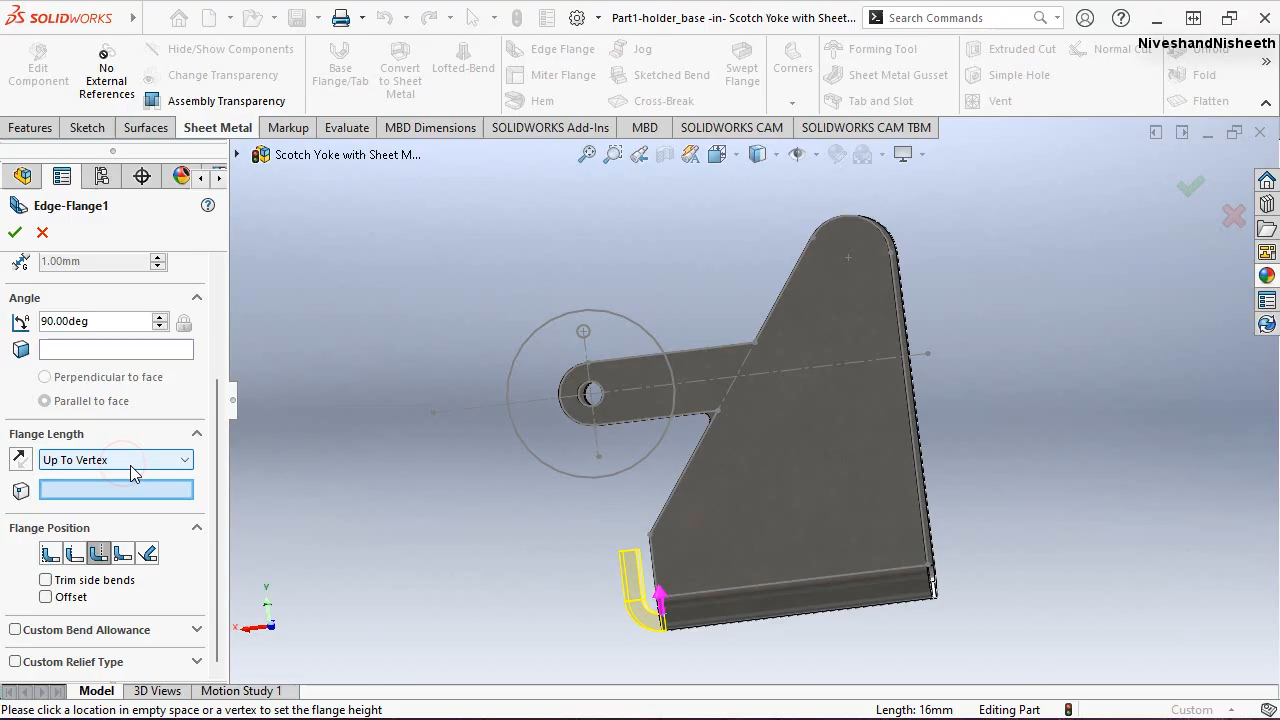 SOLIDWORKS
Part1-holder_base -in- Scotch Yoke with Sheet...
Search Commands
NiveshandNisheeth
Edit Component
No External References
Hide/Show Components
Change Transparency
Assembly Transparency
Base Flange/Tab
Convert to Sheet Metal
Lofted-Bend
Edge Flange
Miter Flange
Hem
Jog
Sketched Bend
Cross-Break
Swept Flange
Corners
Forming Tool
Sheet Metal Gusset
Tab and Slot
Extruded Cut
Simple Hole
Vent
Normal Cut
Unfold
Fold
Flatten
Features
Sketch
Surfaces
Sheet Metal
Markup
Evaluate
MBD Dimensions
SOLIDWORKS Add-Ins
MBD
SOLIDWORKS CAM
SOLIDWORKS CAM TBM
Scotch Yoke with Sheet M...
Edge-Flange1
1.00mm
Angle
90.00deg
Perpendicular to face
Parallel to face
Flange Length
Up To Vertex
Flange Position
Trim side bends
Offset
Custom Bend Allowance
Custom Relief Type
Y
X
Z
Model
3D Views
Motion Study 1
Please click a location in empty space or a vertex to set the flange height
Length: 16mm
Editing Part
Custom